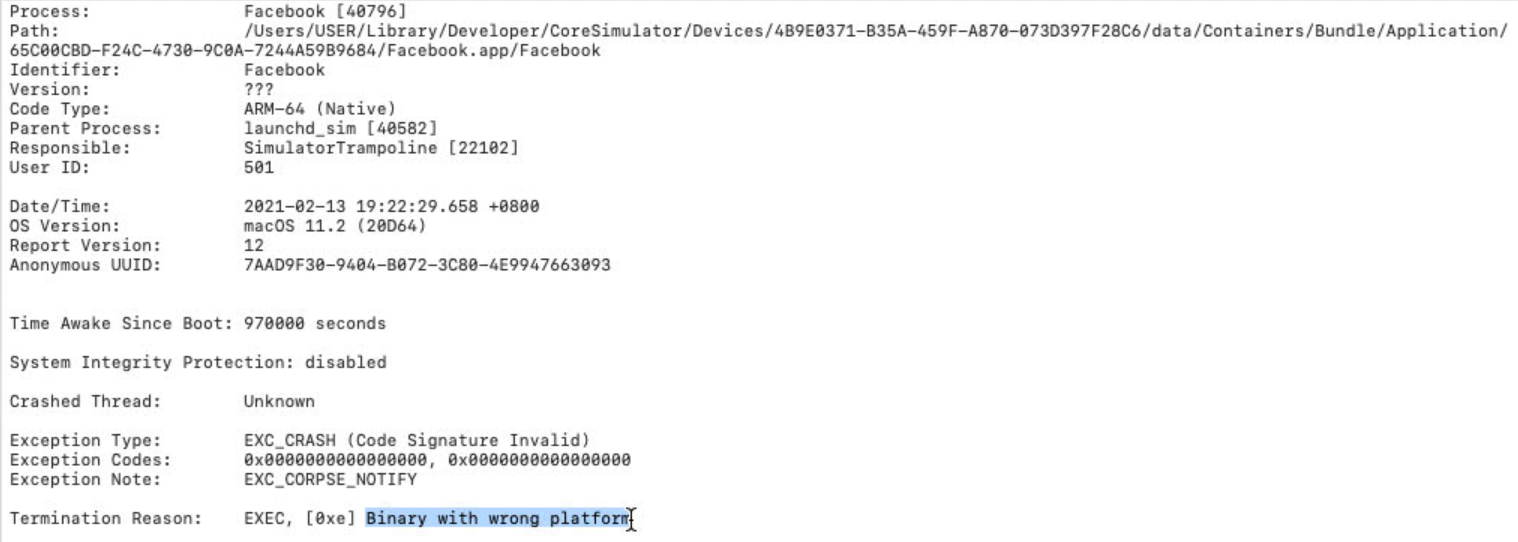 Process: Facebook [40796]
Path: /Users/USER/Library/Developer/CoreSimulator/Devices/4B9E0371-B35A-459F-A870-073D397F28C6/data/Containers/Bundle/Application/
65C00CBD-F24C-4730-9C0A-7244A59B9684/Facebook.app/Facebook
Identifier: Facebook
Version: ???
Code Type: ARM-64 (Native)
Parent Process: launchd_sim [40582]
Responsible: SimulatorTrampoline [22102]
User ID: 501
Date/Time: 2021-02-13 19:22:29.658 +0800
OS Version: macOS 11.2 (20D64)
Report Version: 12
Anonymous UUID: 7AAD9F30-9404-B072-3C80-4E9947663093
Time Awake Since Boot: 970000 seconds
System Integrity Protection: disabled
Crashed Thread: Unknown
Exception Type: EXC_CRASH (Code Signature Invalid)
Exception Codes: 0x0000000000000000, 0x0000000000000000
Exception Note: EXC_CORPSE_NOTIFY
Termination Reason: EXEC, [0xe] Binary with wrong platform